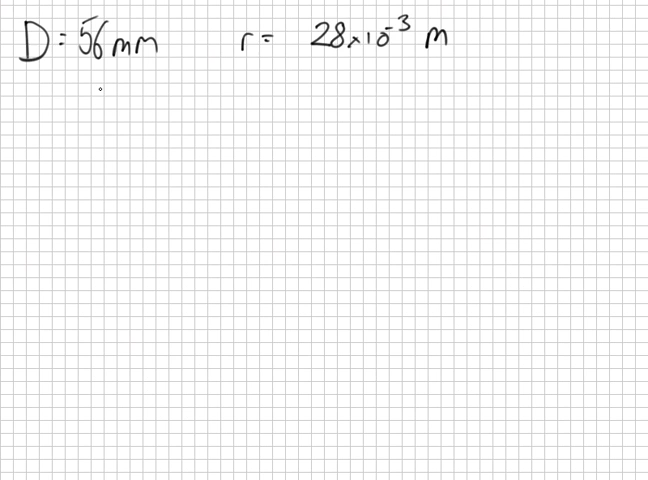 D = 56 mm r = 28×10⁻³ m